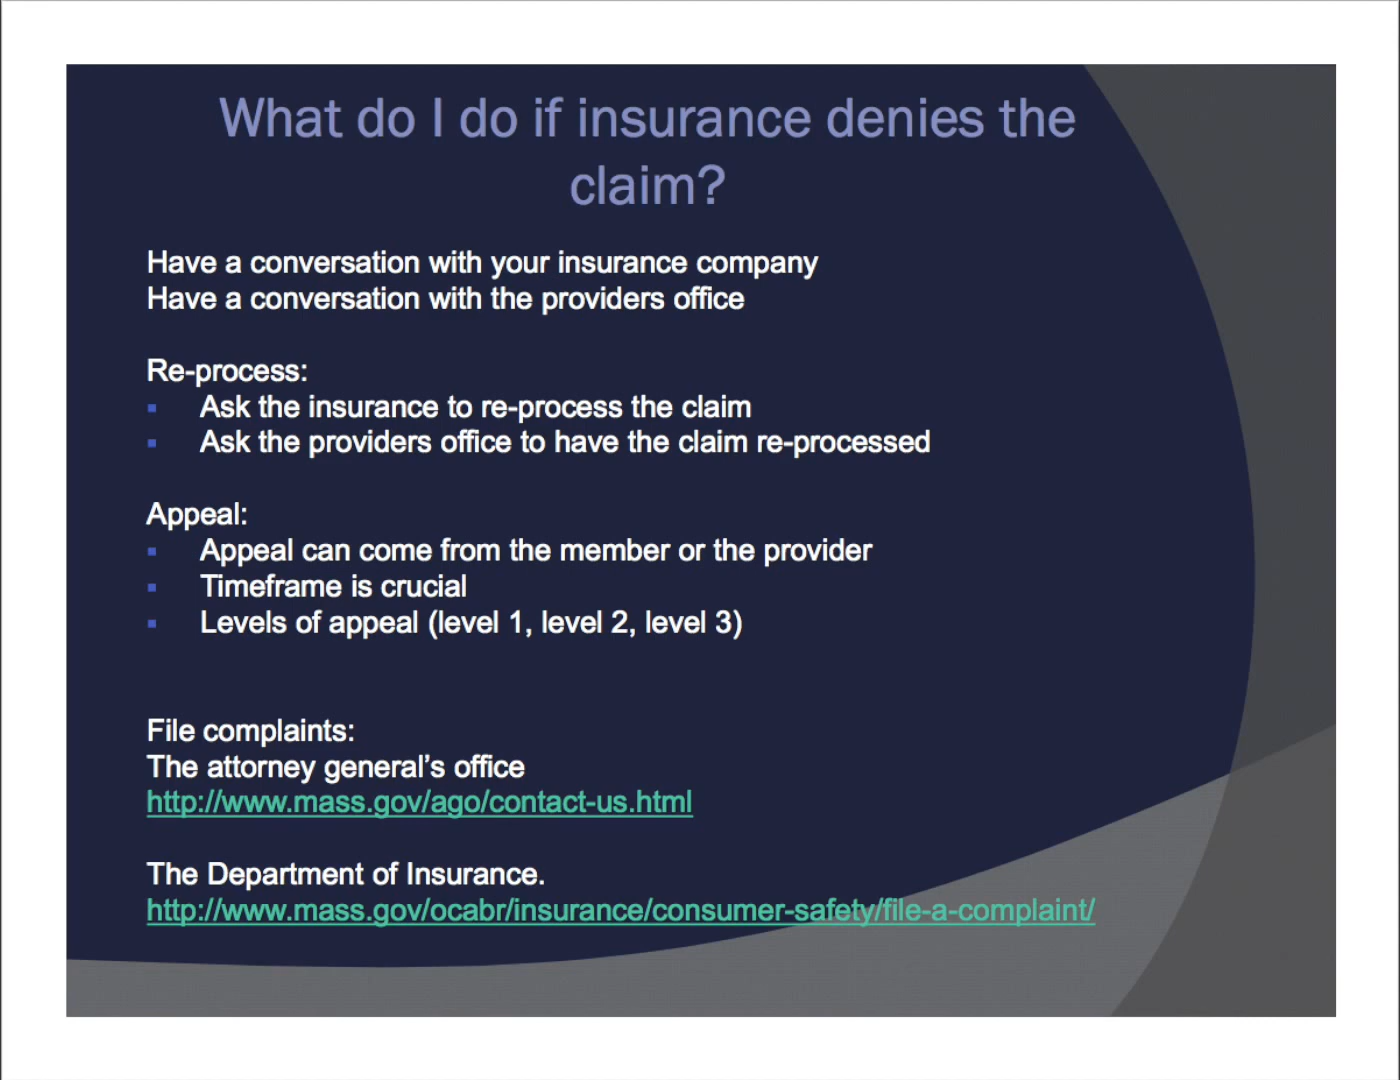 What do I do if insurance denies the
claim?
Have a conversation with your insurance company
Have a conversation with the providers office
Re-process:
▪ Ask the insurance to re-process the claim
▪ Ask the providers office to have the claim re-processed
Appeal:
▪ Appeal can come from the member or the provider
▪ Timeframe is crucial
▪ Levels of appeal (level 1, level 2, level 3)
File complaints:
The attorney general’s office
http://www.mass.gov/ago/contact-us.html
The Department of Insurance.
http://www.mass.gov/ocabr/insurance/consumer-safety/file-a-complaint/